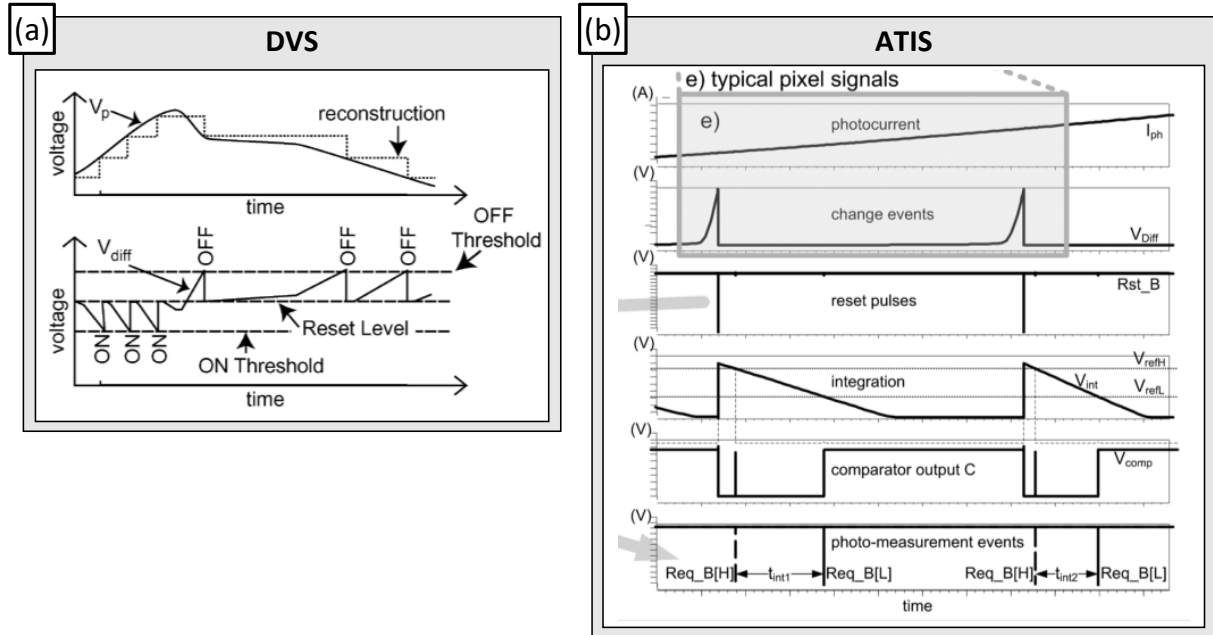 (a)
DVS
V_p
reconstruction
voltage
time
V_diff
OFF
OFF
OFF
OFF
Threshold
voltage
Reset Level
ON
ON
ON
ON Threshold
time
(b)
ATIS
e) typical pixel signals
(A)
e)
photocurrent
I_ph
(V)
change events
V_Diff
(V)
reset pulses
Rst_B
(V)
V_refH
integration
V_int
V_refL
(V)
comparator output C
V_comp
(V)
photo-measurement events
Req_B[H]
t_int1
Req_B[L]
Req_B[H]
t_int2
Req_B[L]
time